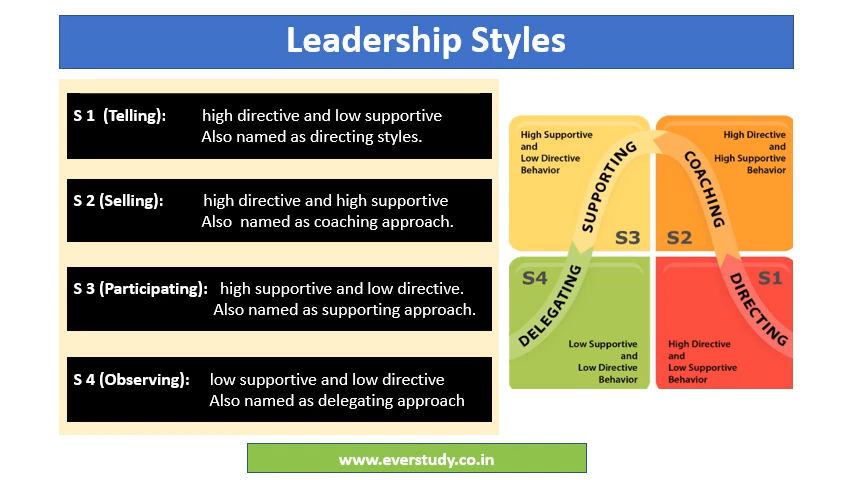 Leadership Styles
S 1 (Telling): high directive and low supportive
Also named as directing styles.
S 2 (Selling): high directive and high supportive
Also named as coaching approach.
S 3 (Participating): high supportive and low directive.
Also named as supporting approach.
S 4 (Observing): low supportive and low directive
Also named as delegating approach
High Supportive
and
Low Directive
Behavior
SUPPORTING
S3
High Directive
and
High Supportive
Behavior
COACHING
S2
S4
DELEGATING
Low Supportive
and
Low Directive
Behavior
S1
DIRECTING
High Directive
and
Low Supportive
Behavior
www.everstudy.co.in